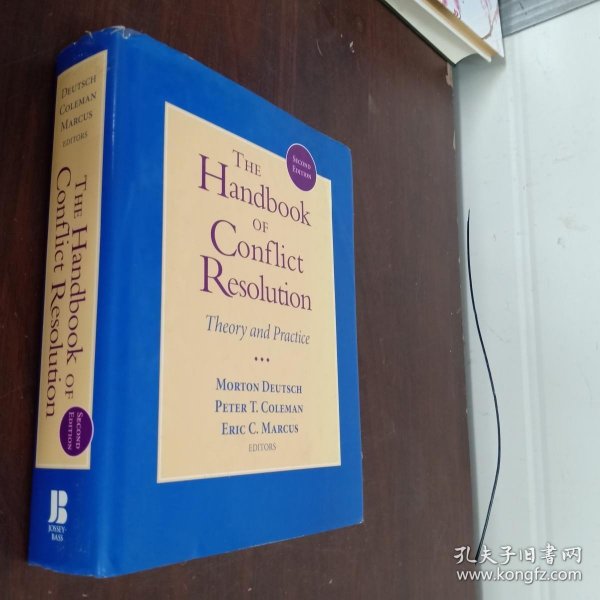 DEUTSCH
COLEMAN
MARCUS
EDITORS
THE Handbook OF
Conflict Resolution
SECOND
EDITION
JB
JOSSEY-
BASS
SECOND
EDITION
THE
Handbook
OF
Conflict
Resolution
Theory and Practice
MORTON DEUTSCH
PETER T. COLEMAN
ERIC C. MARCUS
EDITORS
孔夫子旧书网
www.kongfz.com